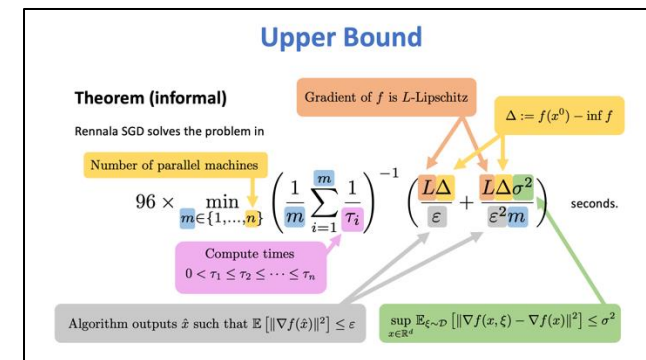 Upper Bound
Theorem (informal)
Gradient of f is L-Lipschitz
Δ := f(x⁰) − inf f
Rennala SGD solves the problem in
Number of parallel machines
96 × min_{m∈{1,...,n}} ( 1/m ∑_{i=1}^{m} 1/τ_i )^{−1} ( LΔ/ε + LΔσ²/ε²m ) seconds.
Compute times
0 < τ₁ ≤ τ₂ ≤ ⋯ ≤ τₙ
Algorithm outputs x̂ such that 𝔼 [‖∇f(x̂)‖²] ≤ ε
sup_{x∈ℝ^d} 𝔼_{ξ∼𝒟} [‖∇f(x, ξ) − ∇f(x)‖²] ≤ σ²